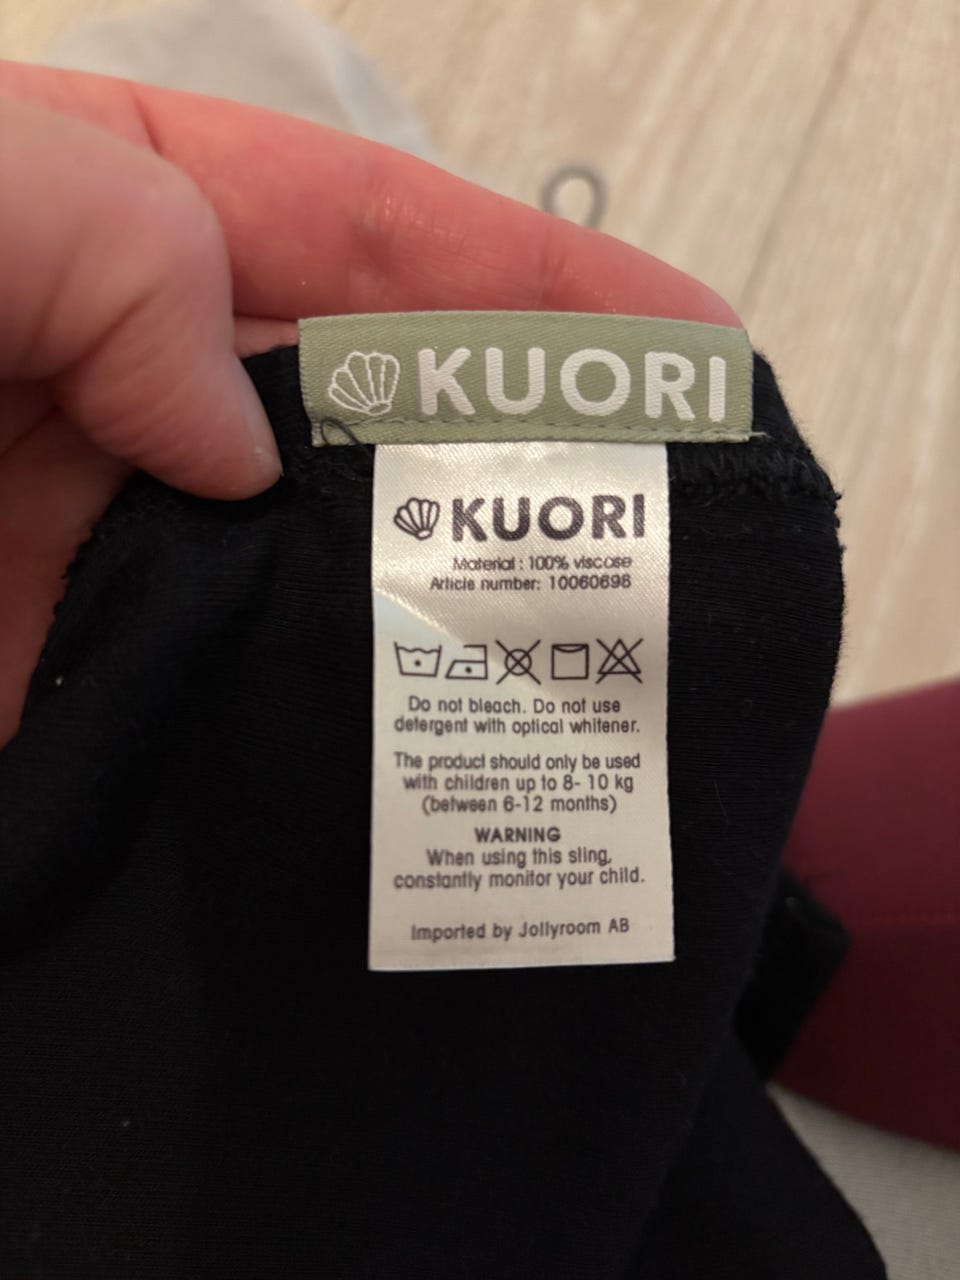 KUORI
KUORI
Material : 100% viscose
Article number: 10060698
Do not bleach. Do not use
detergent with optical whitener.
The product should only be used
with children up to 8- 10 kg
(between 6-12 months)
WARNING
When using this sling,
constantly monitor your child.
Imported by Jollyroom AB